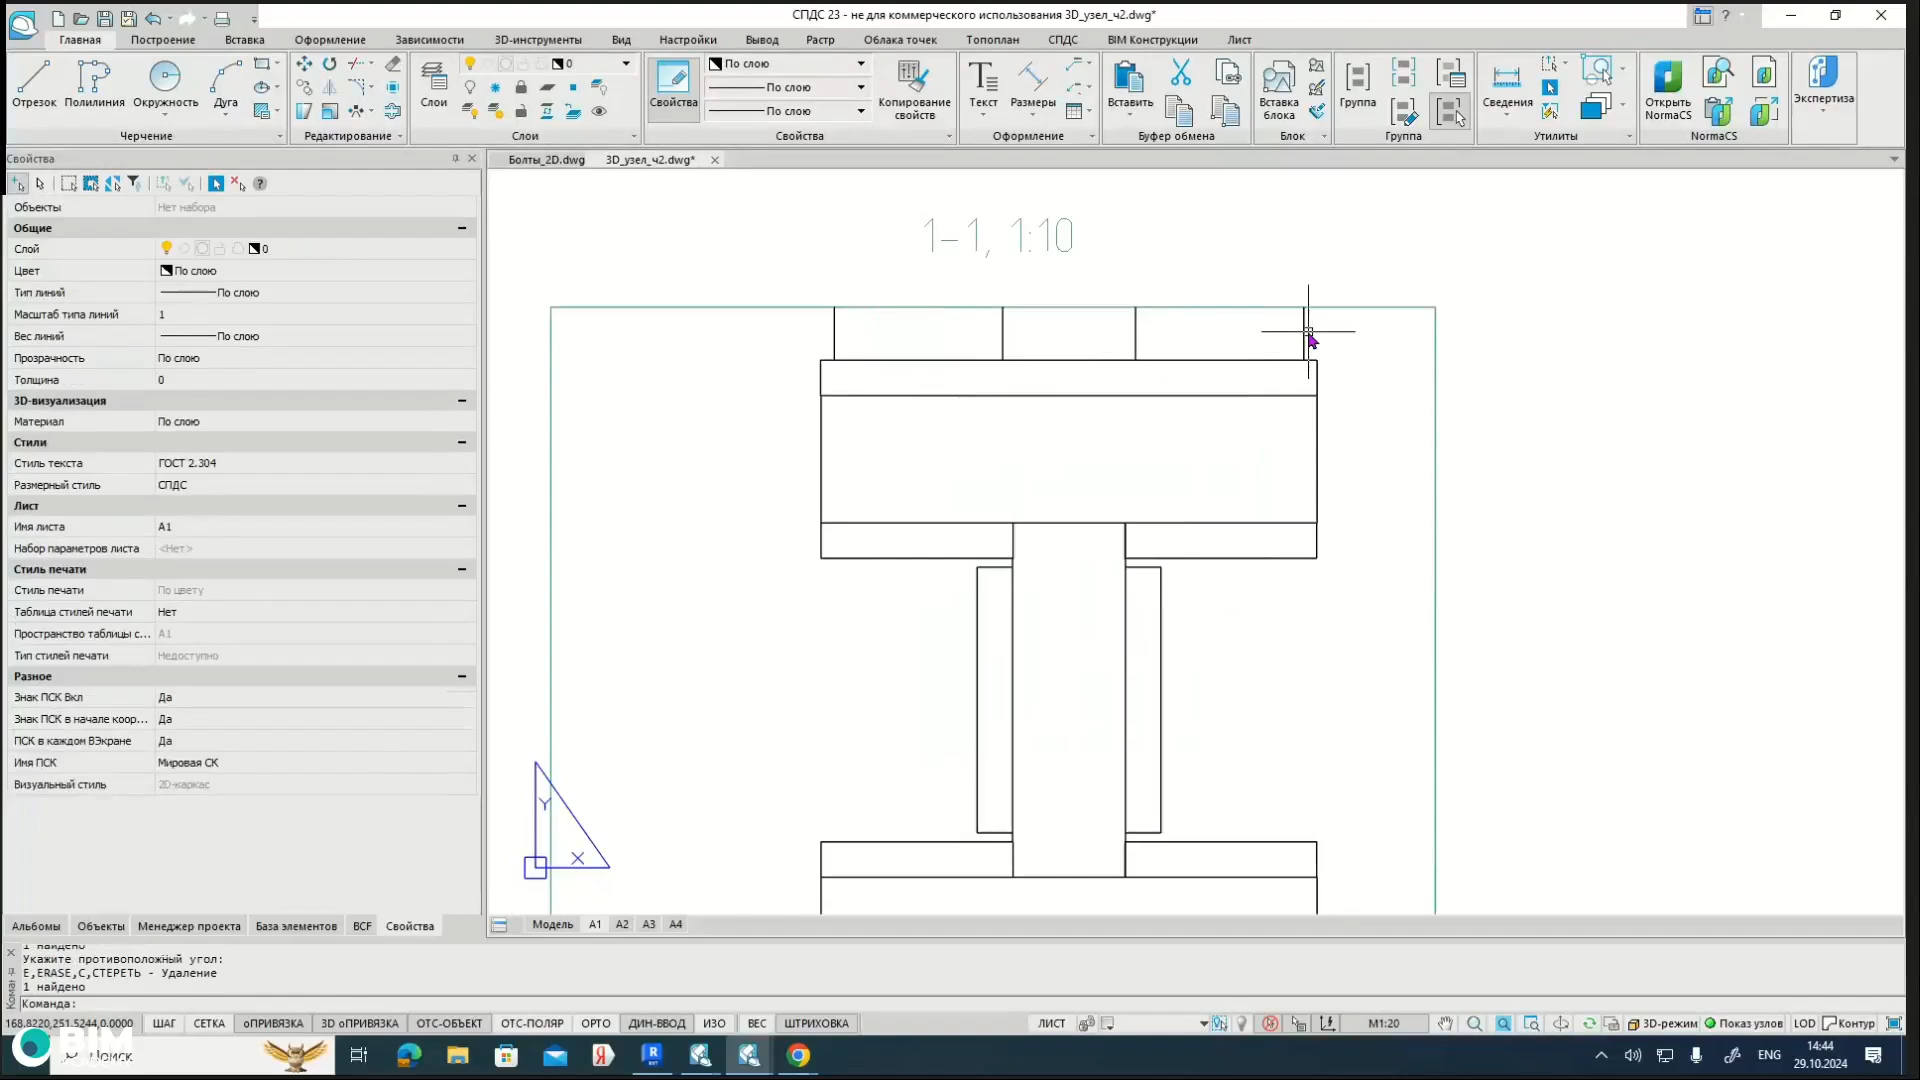 СПДС 23 - не для коммерческого использования 3D_узел_ч2.dwg*
Главная Построение Вставка Оформление Зависимости 3D-инструменты Вид Настройки Вывод Растр Облака точек Топоплан СПДС BIM Конструкции Лист
Отрезок Полилиния Окружность Дуга
Черчение
Редактирование
Слои
0
Слои
Свойства
По слою
По слою
По слою
Копирование свойств
Свойства
Текст Размеры
Оформление
Вставить
Буфер обмена
Вставка блока
Блок
Группа
Группа
Сведения
Утилиты
Открыть NormaCS
NormaCS
Экспертиза
Свойства
Болты_2D.dwg 3D_узел_ч2.dwg*
Объекты Нет набора
Общие
Слой 0
Цвет По слою
Тип линий По слою
Масштаб типа линий 1
Вес линий По слою
Прозрачность По слою
Толщина 0
3D-визуализация
Материал По слою
Стили
Стиль текста ГОСТ 2.304
Размерный стиль СПДС
Лист
Имя листа A1
Набор параметров листа <Нет>
Стиль печати
Стиль печати По цвету
Таблица стилей печати Нет
Пространство таблицы с... A1
Тип стилей печати Недоступно
Разное
Знак ПСК Вкл Да
Знак ПСК в начале коор... Да
ПСК в каждом ВЭкране Да
Имя ПСК Мировая СК
Визуальный стиль 2D-каркас
1-1, 1:10
Y
X
Альбомы Объекты Менеджер проекта База элементов BCF Свойства
Модель A1 A2 A3 A4
1 найдено
Укажите противоположный угол:
E,ERASE,С,СТЕРЕТЬ - Удаление
1 найдено
Команда:
168.8220,251.5244,0.0000 ШАГ СЕТКА оПРИВЯЗКА 3D оПРИВЯЗКА ОТС-ОБЪЕКТ ОТС-ПОЛЯР ОРТО ДИН-ВВОД ИЗО ВЕС ШТРИХОВКА ЛИСТ M1:20 3D-режим Показ узлов LOD Контур
BIM
Поиск
ENG
14:44
29.10.2024